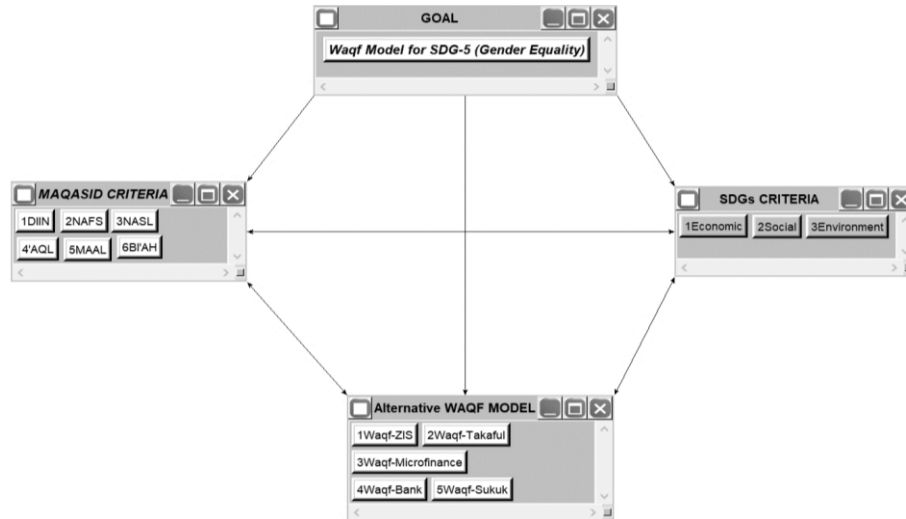 GOAL
Waqf Model for SDG-5 (Gender Equality)
MAQASID CRITERIA
1DIIN 2NAFS 3NASL
4'AQL 5MAAL 6BI'AH
SDGs CRITERIA
1Economic 2Social 3Environment
Alternative WAQF MODEL
1Waqf-ZIS 2Waqf-Takaful
3Waqf-Microfinance
4Waqf-Bank 5Waqf-Sukuk